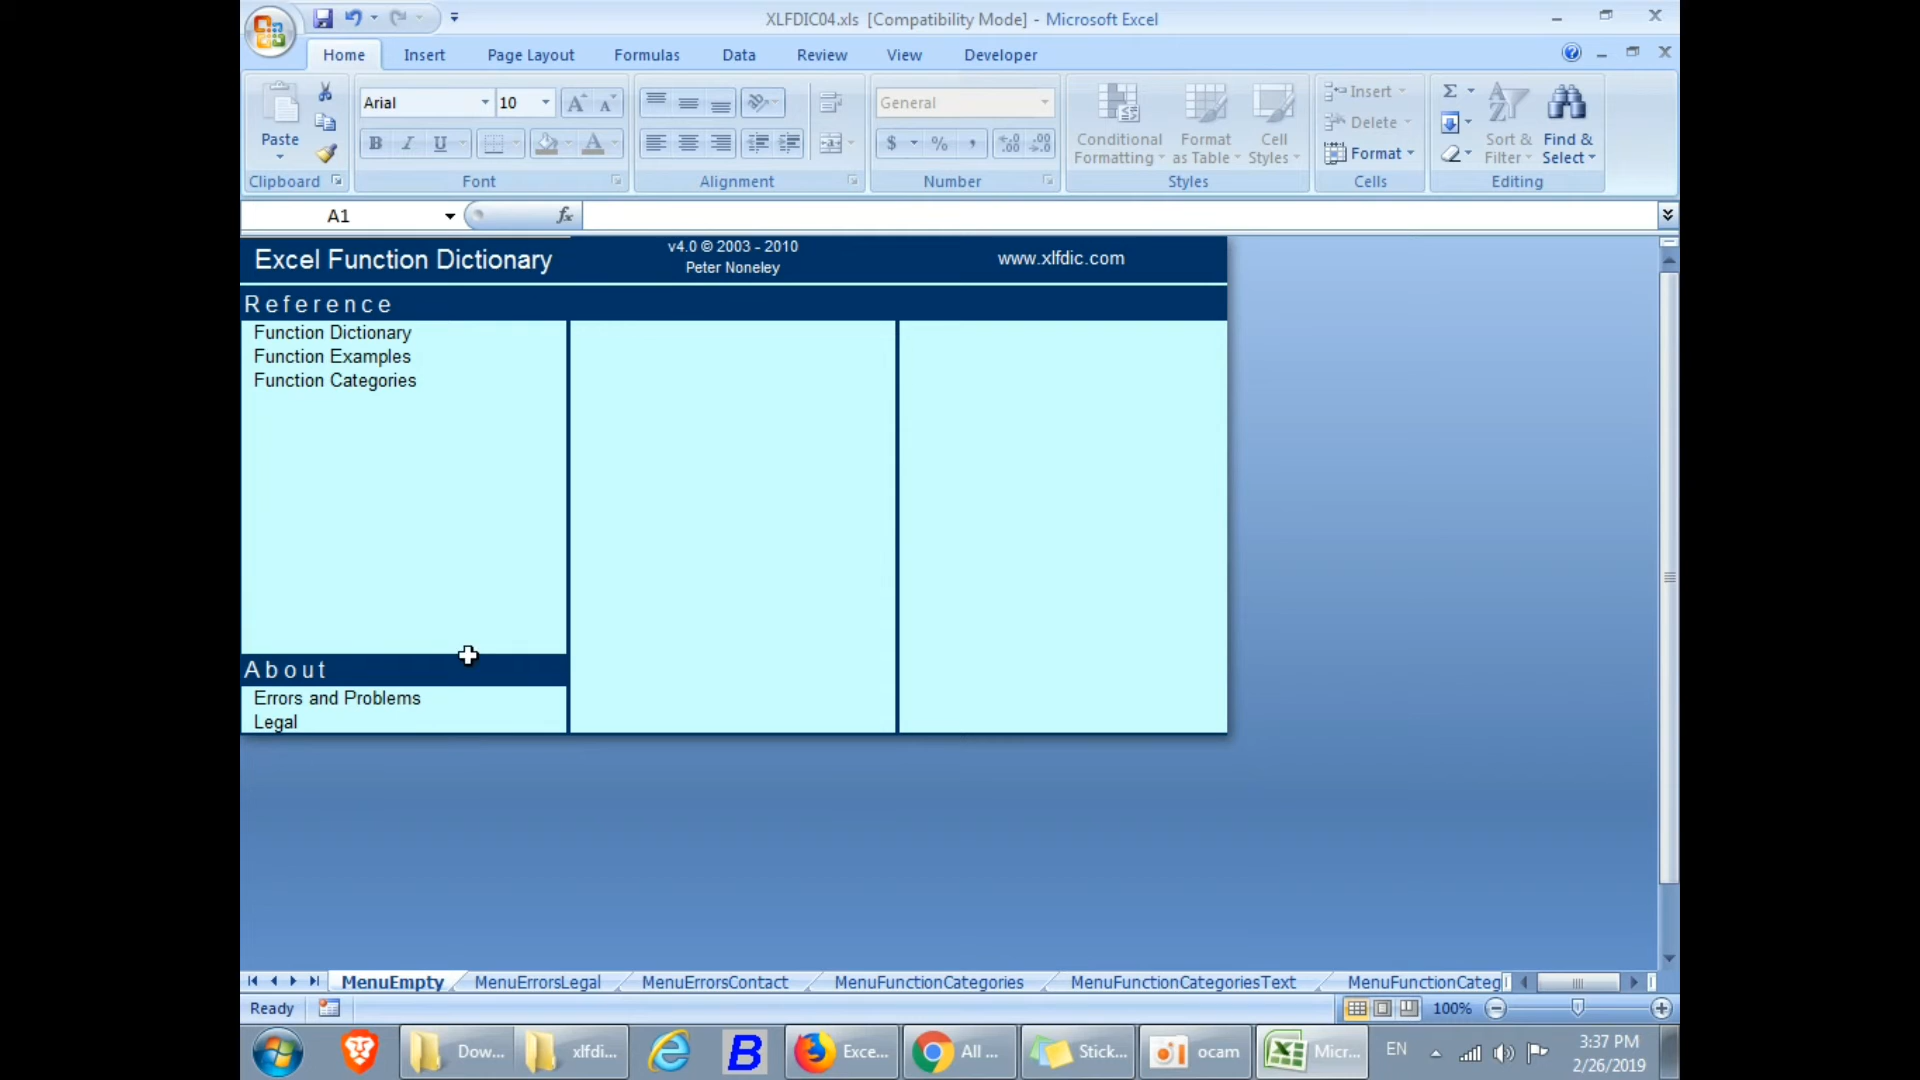 XLFDIC04.xls [Compatibility Mode] - Microsoft Excel
Home Insert Page Layout Formulas Data Review View Developer
Paste
Arial 10
B I U
General
$ % ,
Conditional Formatting
Format as Table
Cell Styles
Insert
Delete
Format
Σ
Sort & Filter
Find & Select
Clipboard Font Alignment Number Styles Cells Editing
A1 fx
Excel Function Dictionary
v4.0 © 2003 - 2010
Peter Noneley
www.xlfdic.com
Reference
Function Dictionary
Function Examples
Function Categories
About
Errors and Problems
Legal
MenuEmpty MenuErrorsLegal MenuErrorsContact MenuFunctionCategories MenuFunctionCategoriesText MenuFunctionCateg
Ready 100%
Dow... xlfdi... Exce... All ... Stick... ocam Micr... EN
3:37 PM
2/26/2019